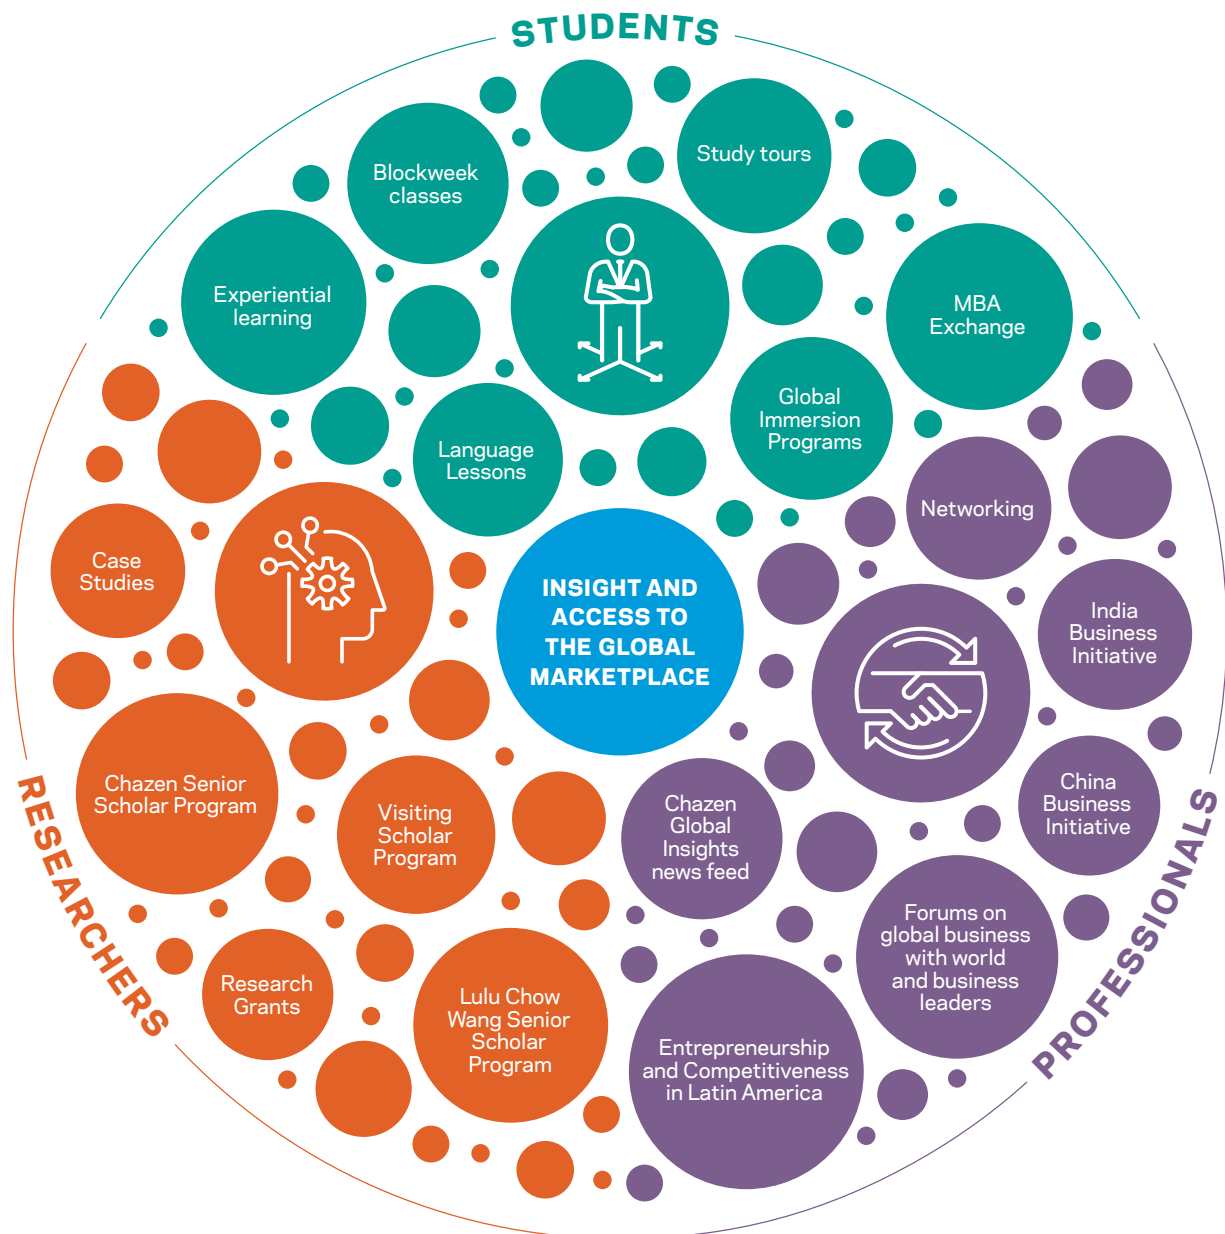 STUDENTS
Blockweek
classes
Study tours
Experiential
learning
MBA
Exchange
Global
Immersion
Programs
Language
Lessons
Networking
Case
Studies
INSIGHT AND
ACCESS TO
THE GLOBAL
MARKETPLACE
India
Business
Initiative
Chazen Senior
Scholar Program
Visiting
Scholar
Program
Chazen
Global
Insights
news feed
China
Business
Initiative
RESEARCHERS
PROFESSIONALS
Research
Grants
Lulu Chow
Wang Senior
Scholar
Program
Forums on
global business
with world
and business
leaders
Entrepreneurship
and Competitiveness
in Latin America